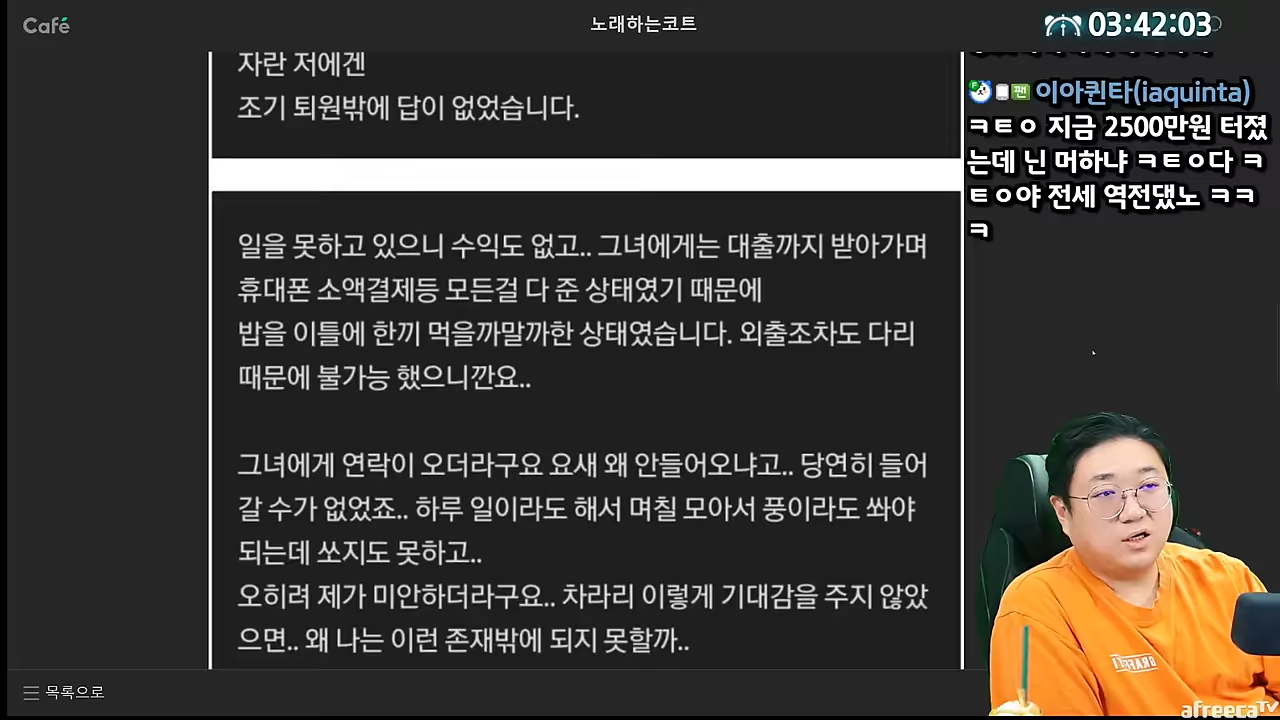 Café
노래하는코트
03:42:03
자란 저에겐
조기 퇴원밖에 답이 없었습니다.
일을 못하고 있으니 수익도 없고.. 그녀에게는 대출까지 받아가며
휴대폰 소액결제등 모든걸 다 준 상태였기 때문에
밥을 이틀에 한끼 먹을까말까한 상태였습니다. 외출조차도 다리
때문에 불가능 했으니깐요..
그녀에게 연락이 오더라구요 요새 왜 안들어오냐고.. 당연히 들어
갈 수가 없었죠.. 하루 일이라도 해서 며칠 모아서 풍이라도 쏴야
되는데 쏘지도 못하고..
오히려 제가 미안하더라구요.. 차라리 이렇게 기대감을 주지 않았
으면.. 왜 나는 이런 존재밖에 되지 못할까..
목록으로
팬 이아퀸타(iaquinta)
ㅋㅌㅇ 지금 2500만원 터졌
는데 닌 머하냐 ㅋㅌㅇ다 ㅋ
ㅌㅇ야 전세 역전됐노 ㅋㅋ
ㅋ
afreecaTV